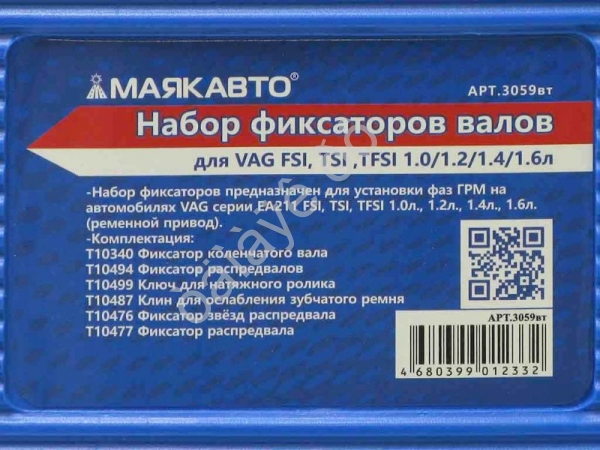 МАЯКАВТО®
АРТ.3059вт
Набор фиксаторов валов
для VAG FSI, TSI ,TFSI 1.0/1.2/1.4/1.6л
-Набор фиксаторов предназначен для установки фаз ГРМ на
автомобилях VAG серии EA211 FSI, TSI, TFSI 1.0л., 1.2л., 1.4л., 1.6л.
(ременной привод).
-Комплектация:
T10340 Фиксатор коленчатого вала
T10494 Фиксатор распредвалов
T10499 Ключ для натяжного ролика
T10487 Клин для ослабления зубчатого ремня
T10476 Фиксатор звёзд распредвала
T10477 Фиксатор распредвала
АРТ.3059вт
4 680399 012332